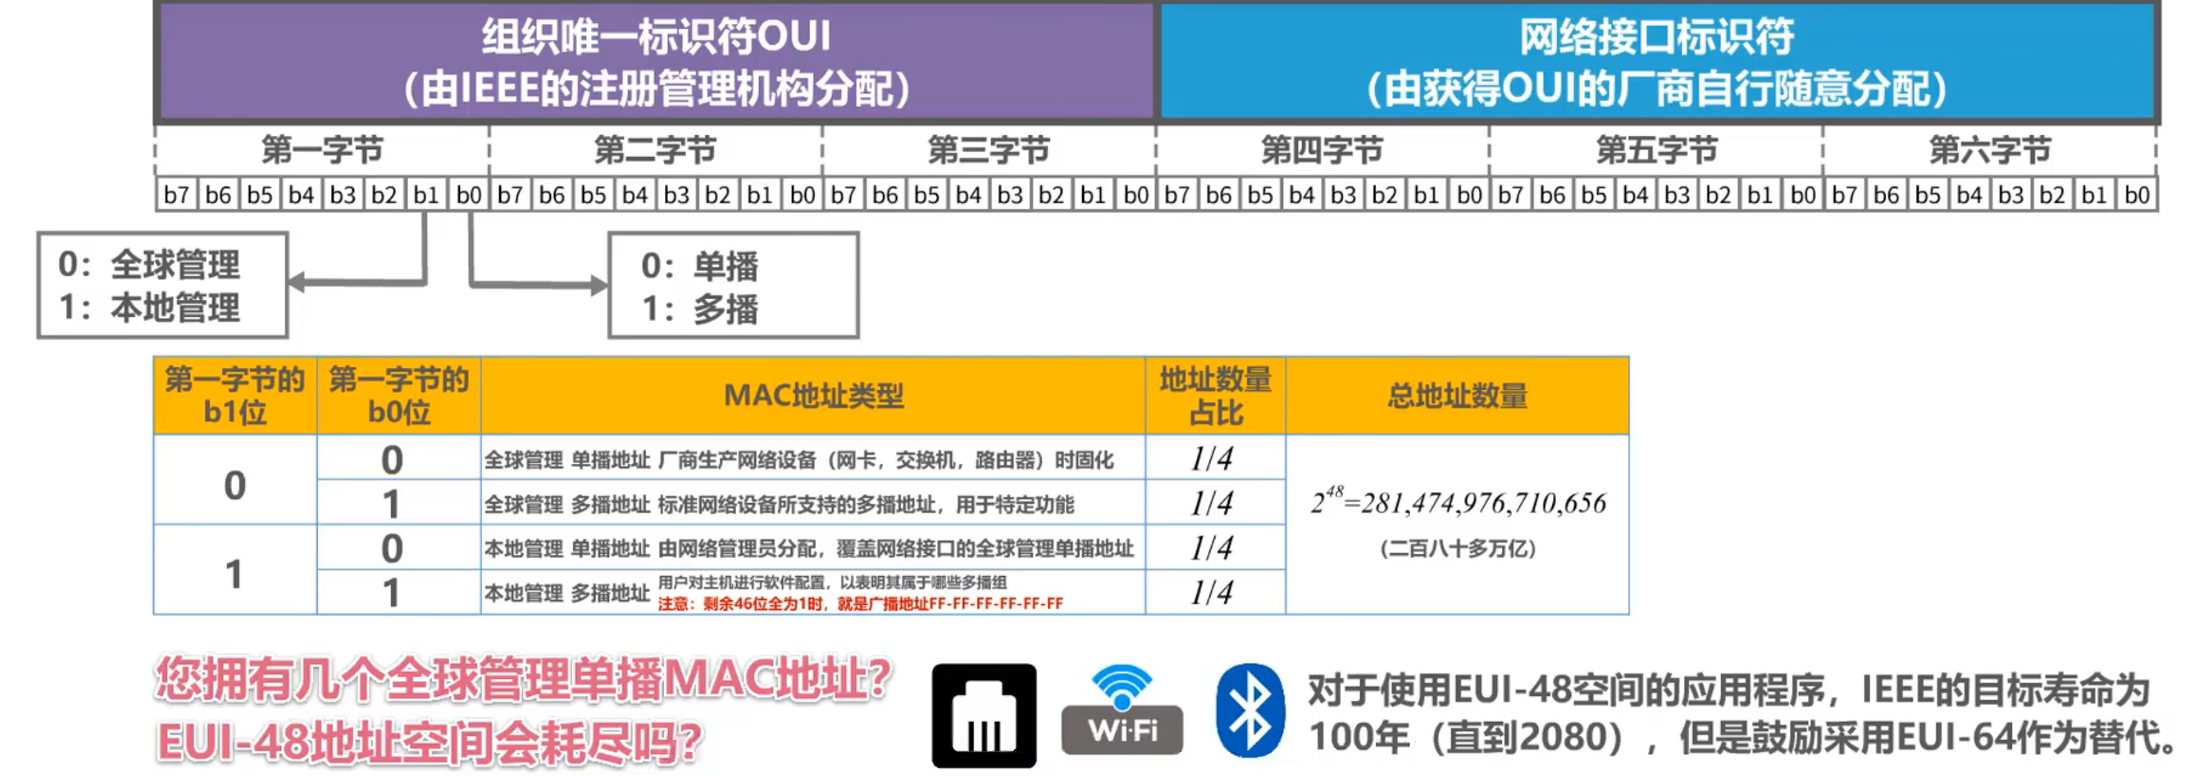 组织唯一标识符OUI
（由IEEE的注册管理机构分配）
网络接口标识符
（由获得OUI的厂商自行随意分配）
第一字节 第二字节 第三字节 第四字节 第五字节 第六字节
b7 b6 b5 b4 b3 b2 b1 b0 b7 b6 b5 b4 b3 b2 b1 b0 b7 b6 b5 b4 b3 b2 b1 b0 b7 b6 b5 b4 b3 b2 b1 b0 b7 b6 b5 b4 b3 b2 b1 b0 b7 b6 b5 b4 b3 b2 b1 b0
0：全球管理
1：本地管理
0：单播
1：多播
第一字节的
b1位
第一字节的
b0位
MAC地址类型
地址数量
占比
总地址数量
0
0
全球管理 单播地址 厂商生产网络设备（网卡，交换机，路由器）时固化
1/4
1
全球管理 多播地址 标准网络设备所支持的多播地址，用于特定功能
1/4
1
0
本地管理 单播地址 由网络管理员分配，覆盖网络接口的全球管理单播地址
1/4
1
本地管理 多播地址
用户对主机进行软件配置，以表明其属于哪些多播组
注意：剩余46位全为1时，就是广播地址FF-FF-FF-FF-FF-FF
1/4
2^48=281,474,976,710,656
（二百八十多万亿）
您拥有几个全球管理单播MAC地址？
EUI-48地址空间会耗尽吗？
Wi-Fi
对于使用EUI-48空间的应用程序，IEEE的目标寿命为
100年（直到2080），但是鼓励采用EUI-64作为替代。